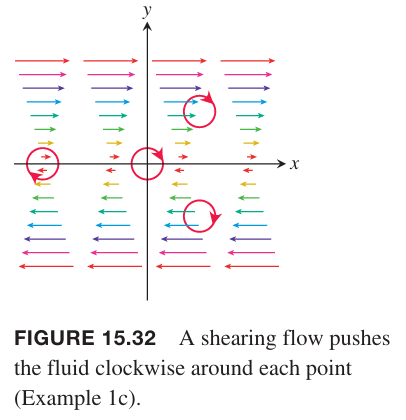 y
x
FIGURE 15.32 A shearing flow pushes
the fluid clockwise around each point
(Example 1c).